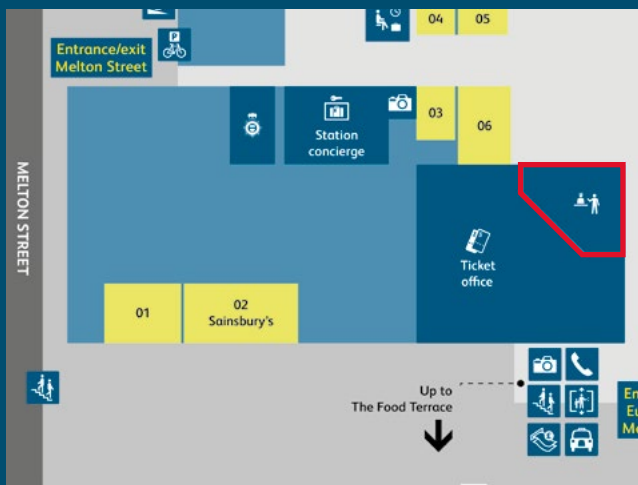 04
05
Entrance/exit
Melton Street
P
03
06
Station
concierge
MELTON STREET
Ticket
office
01
02
Sainsbury's
Up to
The Food Terrace